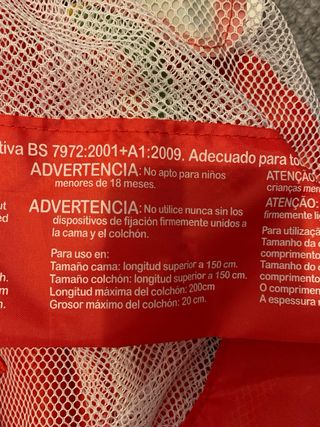 tiva BS 7972:2001+A1:2009. Adecuado para to
ADVERTENCIA: No apto para niños
menores de 18 meses.
ADVERTENCIA: No utilice nunca sin los
dispositivos de fijación firmemente unidos a
la cama y el colchón.
Para uso en:
Tamaño cama: longitud superior a 150 cm.
Tamaño colchón: longitud superior a 150 cm.
Longitud máxima del colchón: 200cm
Grosor máximo del colchón: 20 cm.
ATENÇÃO
crianças men
ATENÇÃO:
firmemente li
Para utilização
Tamanho da c
comprimento
Tamanho do c
comprimento
O comprimen
A espessura m